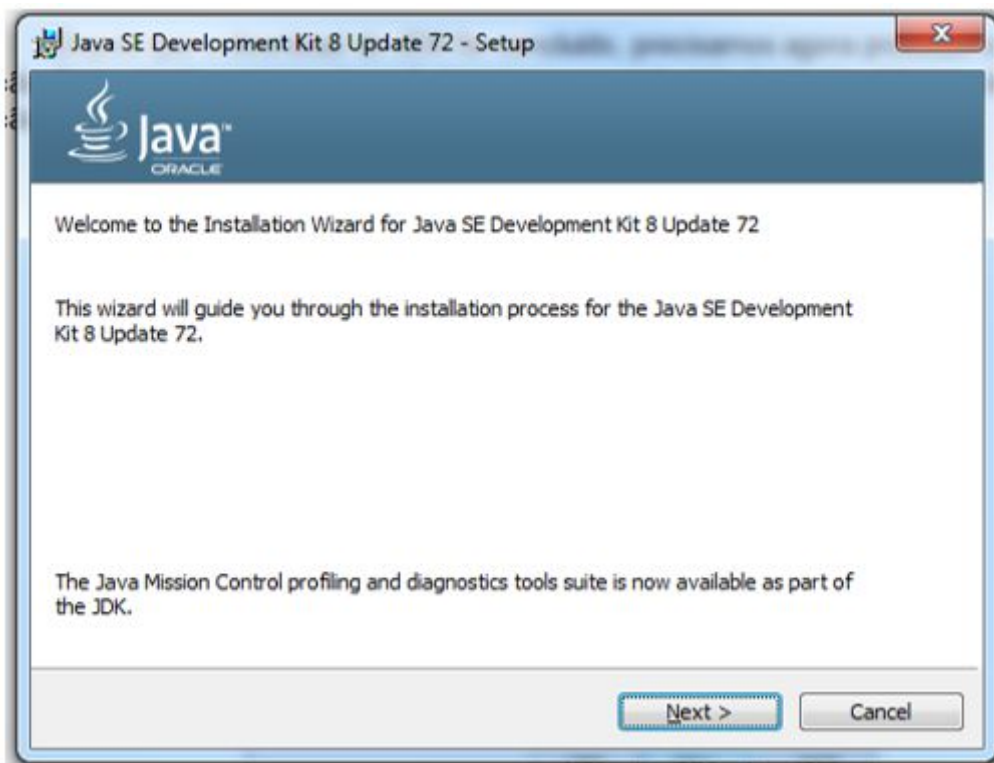 Java SE Development Kit 8 Update 72 - Setup
Java™
ORACLE
Welcome to the Installation Wizard for Java SE Development Kit 8 Update 72
This wizard will guide you through the installation process for the Java SE Development
Kit 8 Update 72.
The Java Mission Control profiling and diagnostics tools suite is now available as part of
the JDK.
Next >
Cancel